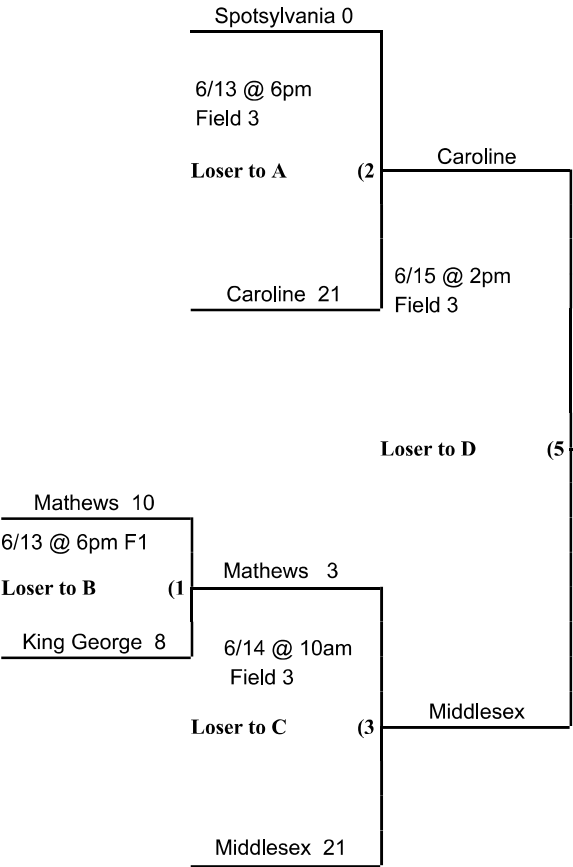 Spotsylvania 0
6/13 @ 6pm
Field 3
Loser to A (2
Caroline
Caroline 21
6/15 @ 2pm
Field 3
Loser to D (5
Mathews 10
6/13 @ 6pm F1
Loser to B (1
King George 8
Mathews 3
6/14 @ 10am
Field 3
Loser to C (3
Middlesex
Middlesex 21